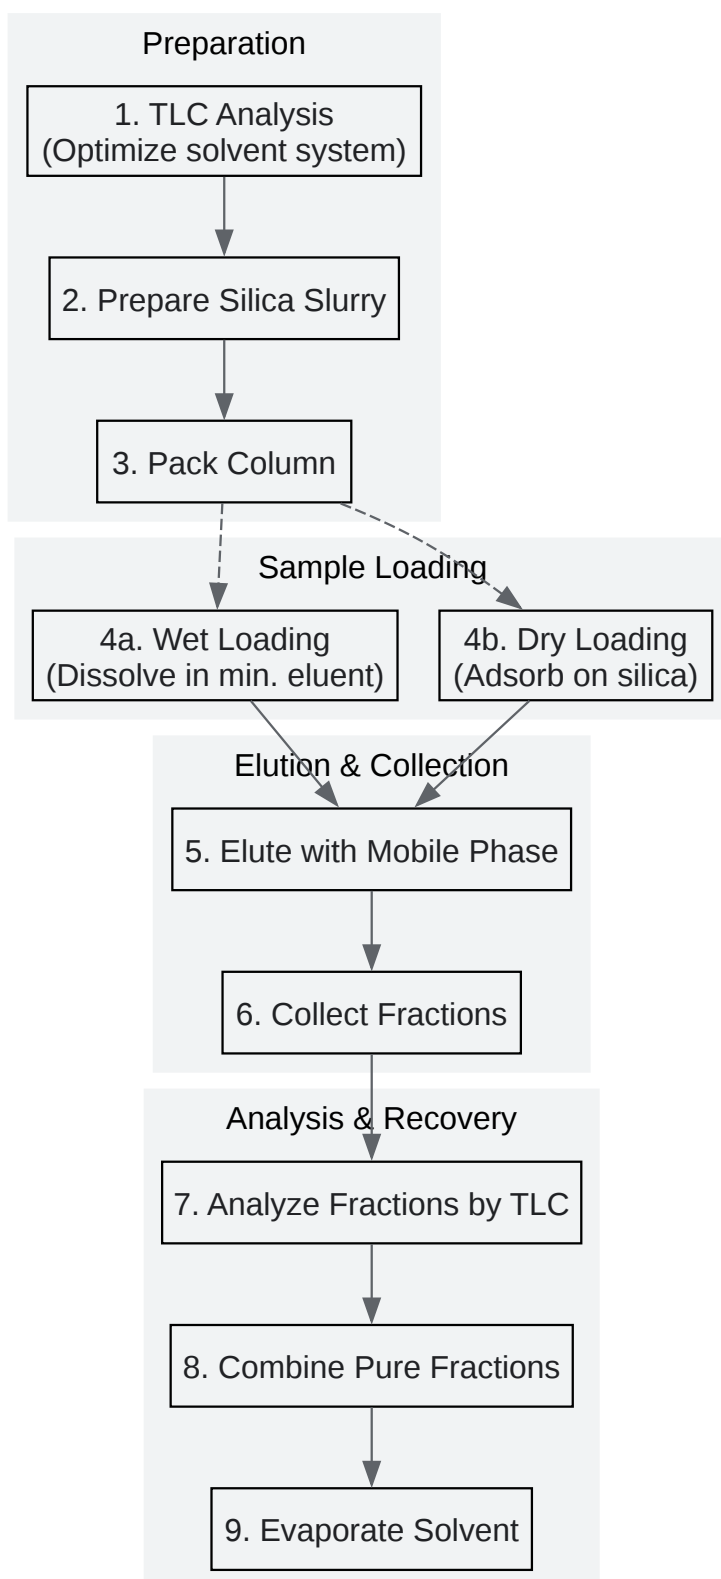 Preparation
1. TLC Analysis
(Optimize solvent system)
2. Prepare Silica Slurry
3. Pack Column
Sample Loading
4a. Wet Loading
(Dissolve in min. eluent)
4b. Dry Loading
(Adsorb on silica)
Elution & Collection
5. Elute with Mobile Phase
6. Collect Fractions
Analysis & Recovery
7. Analyze Fractions by TLC
8. Combine Pure Fractions
9. Evaporate Solvent